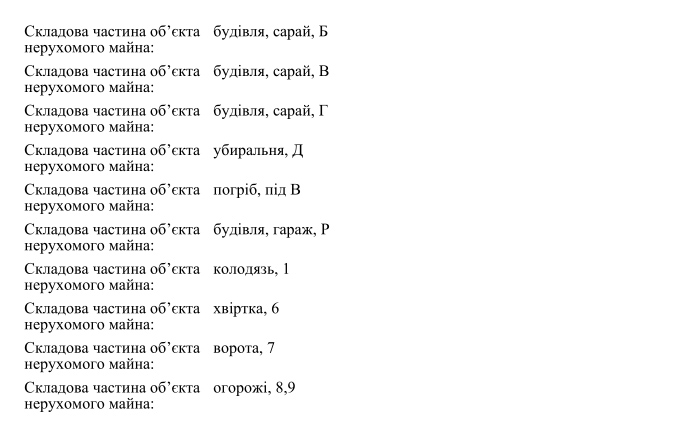 Складова частина об’єкта будівля, сарай, Б
нерухомого майна:
Складова частина об’єкта будівля, сарай, В
нерухомого майна:
Складова частина об’єкта будівля, сарай, Г
нерухомого майна:
Складова частина об’єкта убиральня, Д
нерухомого майна:
Складова частина об’єкта погріб, під В
нерухомого майна:
Складова частина об’єкта будівля, гараж, Р
нерухомого майна:
Складова частина об’єкта колодязь, 1
нерухомого майна:
Складова частина об’єкта хвіртка, 6
нерухомого майна:
Складова частина об’єкта ворота, 7
нерухомого майна:
Складова частина об’єкта огорожі, 8,9
нерухомого майна: